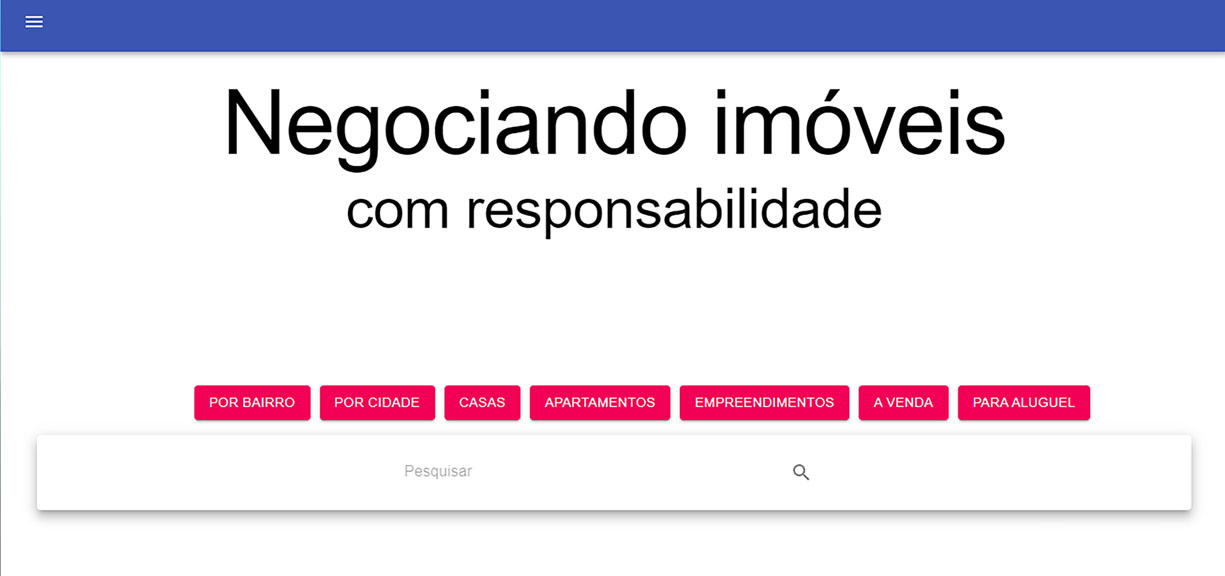 Negociando imóveis
com responsabilidade
POR BAIRRO POR CIDADE CASAS APARTAMENTOS EMPREENDIMENTOS A VENDA PARA ALUGUEL
Pesquisar